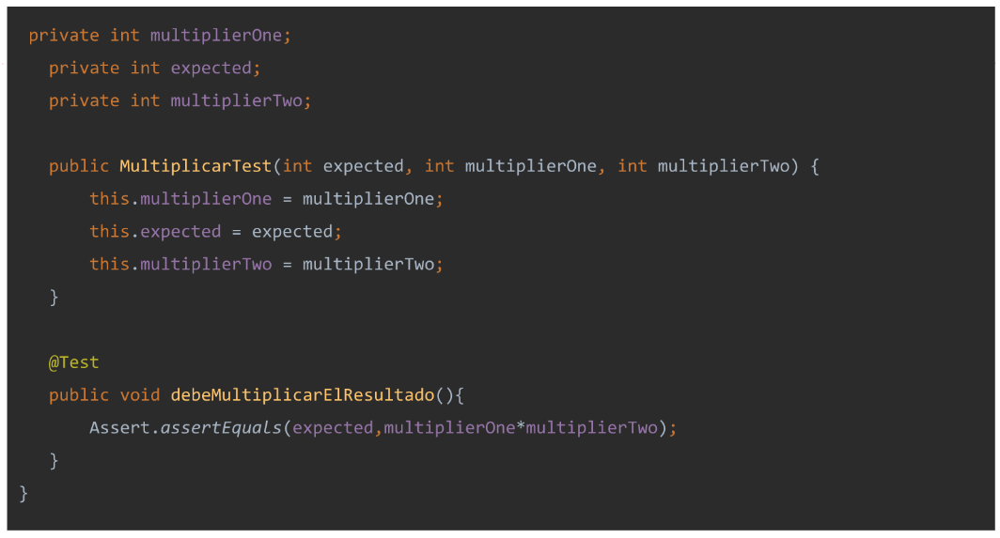 private int multiplierOne;
private int expected;
private int multiplierTwo;
public MultiplicarTest(int expected, int multiplierOne, int multiplierTwo) {
this.multiplierOne = multiplierOne;
this.expected = expected;
this.multiplierTwo = multiplierTwo;
}
@Test
public void debeMultiplicarElResultado(){
Assert.assertEquals(expected,multiplierOne*multiplierTwo);
}
}